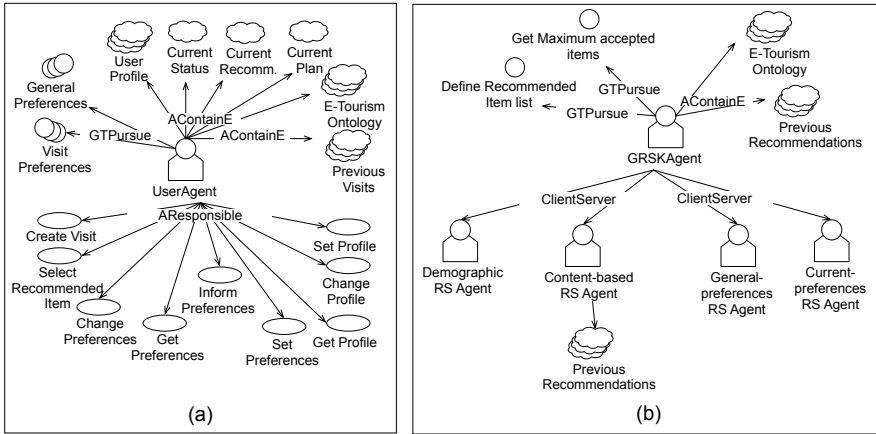 User
Profile
Current
Status
Current
Recomm.
Current
Plan
General
Preferences
E-Tourism
Ontology
GTPursue
AContainE
AContainE
Visit
Preferences
Previous
Visits
UserAgent
AResponsible
Create Visit
Set Profile
Select
Recommended
Item
Change
Profile
Inform
Preferences
Change
Preferences
Get
Preferences
Set
Preferences
Get Profile
(a)
Get Maximum accepted
items
E-Tourism
Ontology
Define Recommended
Item list
GTPursue
GTPursue
AContainE
Previous
Recommendations
GRSKAgent
ClientServer
ClientServer
Demographic
RS Agent
Content-based
RS Agent
General-
preferences
RS Agent
Current-
preferences
RS Agent
Previous
Recommendations
(b)